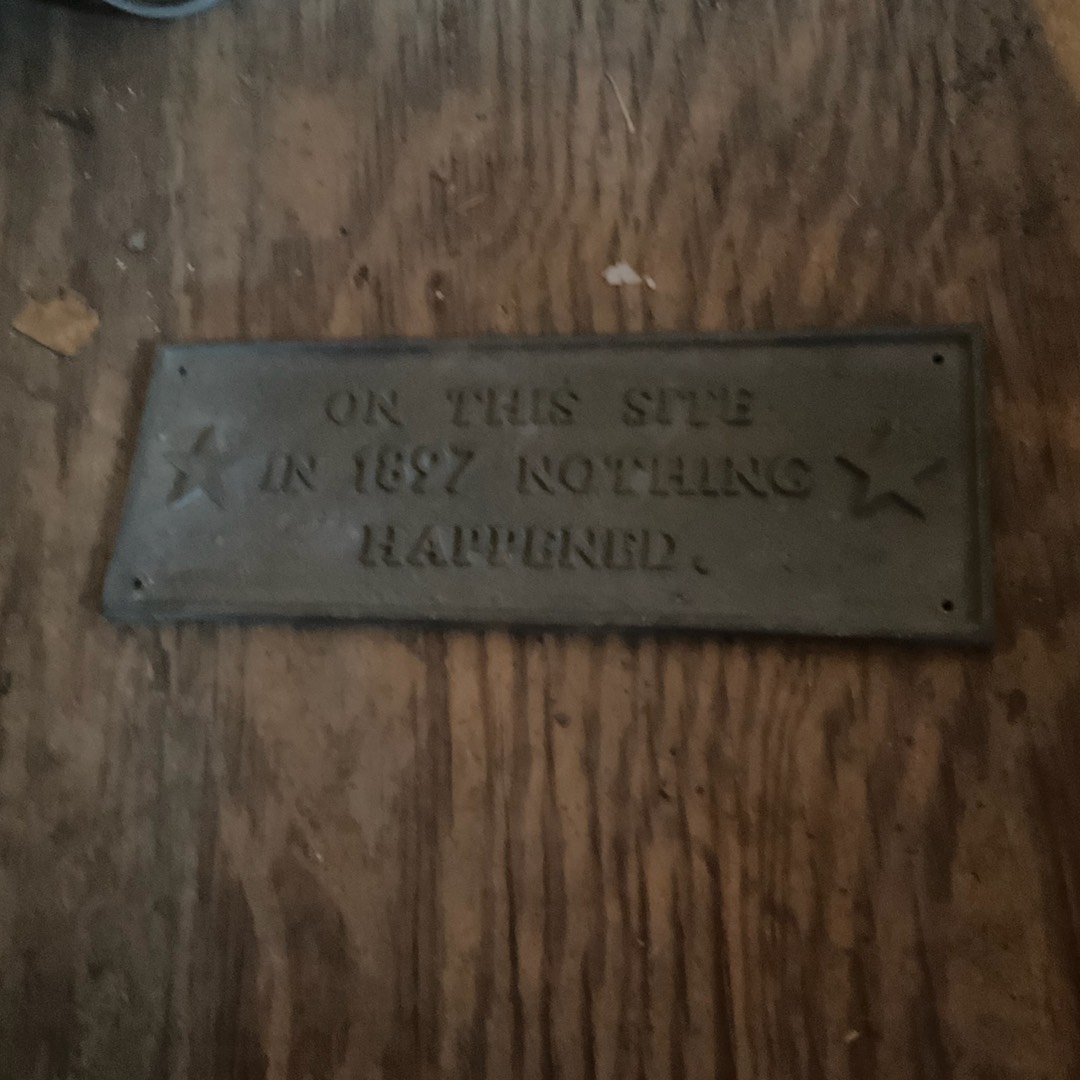 ON THIS SITE
IN 1897 NOTHING
HAPPENED.